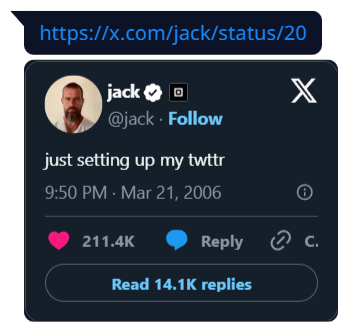 https://x.com/jack/status/20
jack
@jack · Follow
just setting up my twttr
9:50 PM · Mar 21, 2006
211.4K Reply C.
Read 14.1K replies